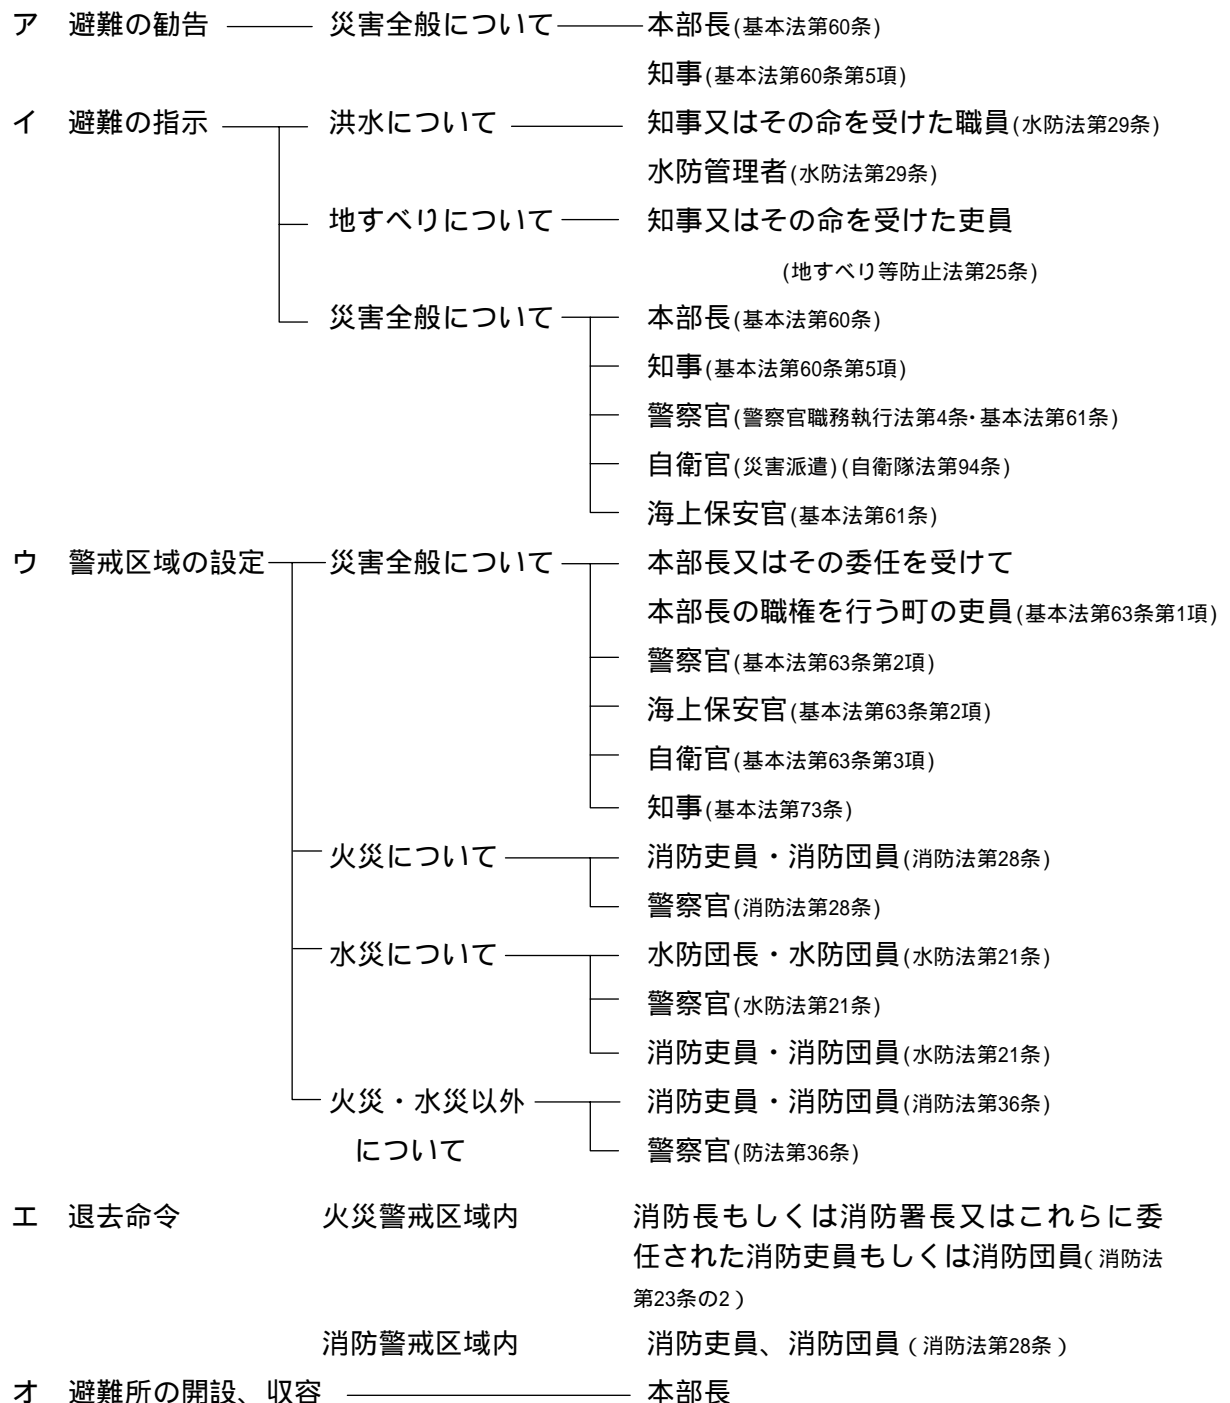 ア 避難の勧告 災害全般について 本部長(基本法第60条)
知事(基本法第60条第5項)
イ 避難の指示 洪水について 知事又はその命を受けた職員(水防法第29条)
水防管理者(水防法第29条)
地すべりについて 知事又はその命を受けた吏員
(地すべり等防止法第25条)
災害全般について 本部長(基本法第60条)
知事(基本法第60条第5項)
警察官(警察官職務執行法第4条・基本法第61条)
自衛官(災害派遣)(自衛隊法第94条)
海上保安官(基本法第61条)
ウ 警戒区域の設定 災害全般について 本部長又はその委任を受けて
本部長の職権を行う町の吏員(基本法第63条第1項)
警察官(基本法第63条第2項)
海上保安官(基本法第63条第2項)
自衛官(基本法第63条第3項)
知事(基本法第73条)
火災について 消防吏員・消防団員(消防法第28条)
警察官(消防法第28条)
水災について 水防団長・水防団員(水防法第21条)
警察官(水防法第21条)
消防吏員・消防団員(水防法第21条)
火災・水災以外 消防吏員・消防団員(消防法第36条)
について 警察官(防法第36条)
エ 退去命令 火災警戒区域内 消防長もしくは消防署長又はこれらに委
任された消防吏員もしくは消防団員(消防法
第23条の2)
消防警戒区域内 消防吏員、消防団員(消防法第28条)
オ 避難所の開設、収容 本部長